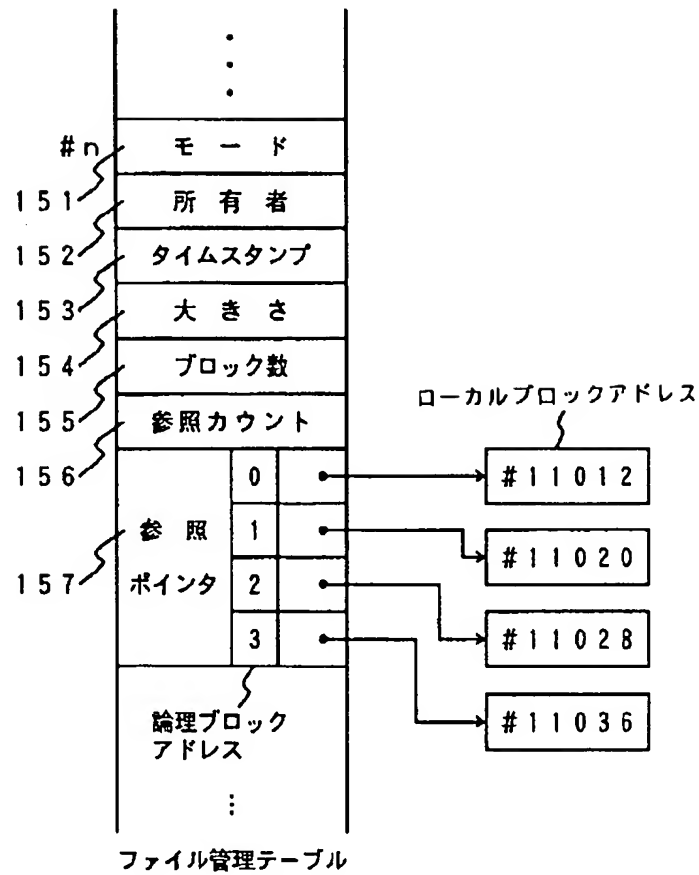 #n モード
151
所有者
152
タイムスタンプ
153
大きさ
154
ブロック数
155
参照カウント
156
ローカルブロックアドレス
0 #11012
参照 1 #11020
157 ポインタ 2 #11028
3 #11036
論理ブロック
アドレス
ファイル管理テーブル